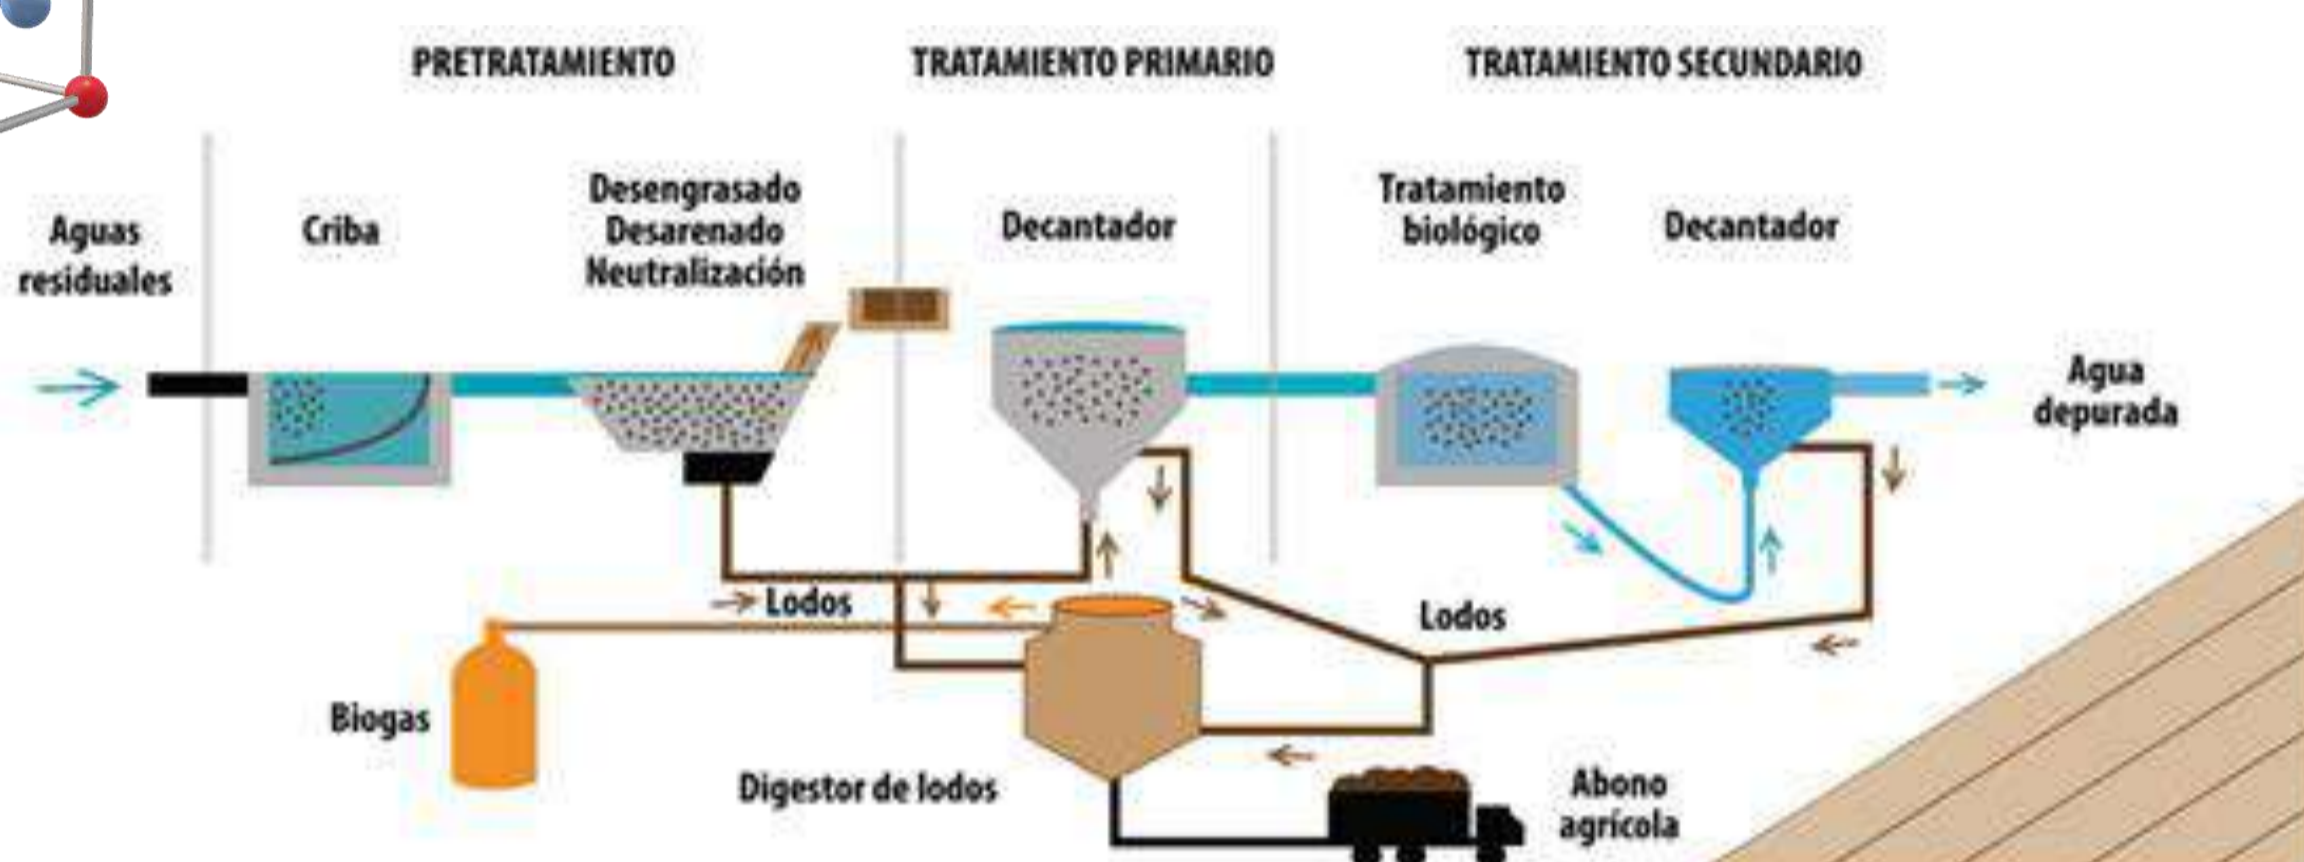 PRETRATAMIENTO
TRATAMIENTO PRIMARIO
TRATAMIENTO SECUNDARIO
Aguas
residuales
Criba
Desengrasado
Desarenado
Neutralización
Decantador
Tratamiento
biológico
Decantador
Agua
depurada
Lodos
Lodos
Biogas
Digestor de lodos
Abono
agrícola